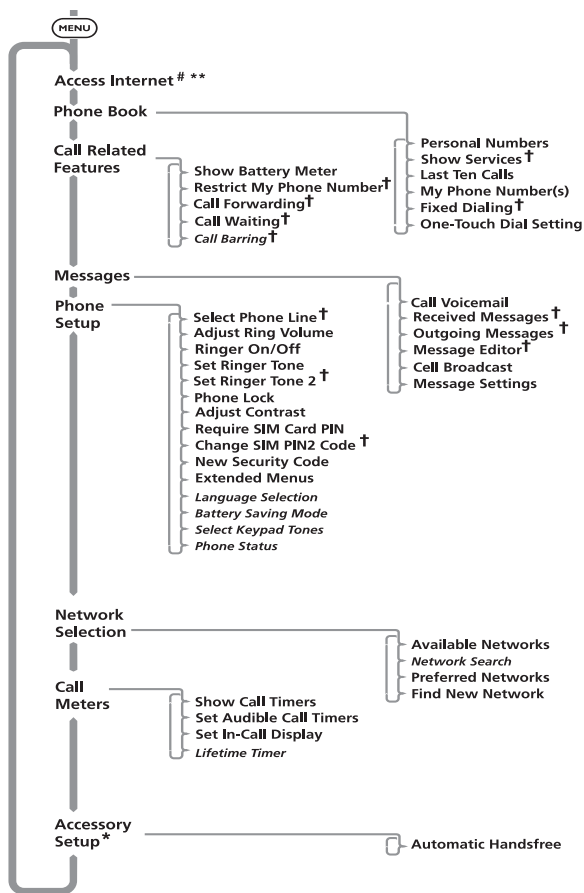 MENU
Access Internet # **
Phone Book
Personal Numbers
Show Services †
Last Ten Calls
My Phone Number(s)
Fixed Dialing †
One-Touch Dial Setting
Call Related
Features
Show Battery Meter
Restrict My Phone Number †
Call Forwarding †
Call Waiting †
Call Barring †
Messages
Call Voicemail
Received Messages †
Outgoing Messages †
Message Editor †
Cell Broadcast
Message Settings
Phone
Setup
Select Phone Line †
Adjust Ring Volume
Ringer On/Off
Set Ringer Tone
Set Ringer Tone 2 †
Phone Lock
Adjust Contrast
Require SIM Card PIN
Change SIM PIN2 Code †
New Security Code
Extended Menus
Language Selection
Battery Saving Mode
Select Keypad Tones
Phone Status
Network
Selection
Available Networks
Network Search
Preferred Networks
Find New Network
Call
Meters
Show Call Timers
Set Audible Call Timers
Set In-Call Display
Lifetime Timer
Accessory
Setup*
Automatic Handsfree